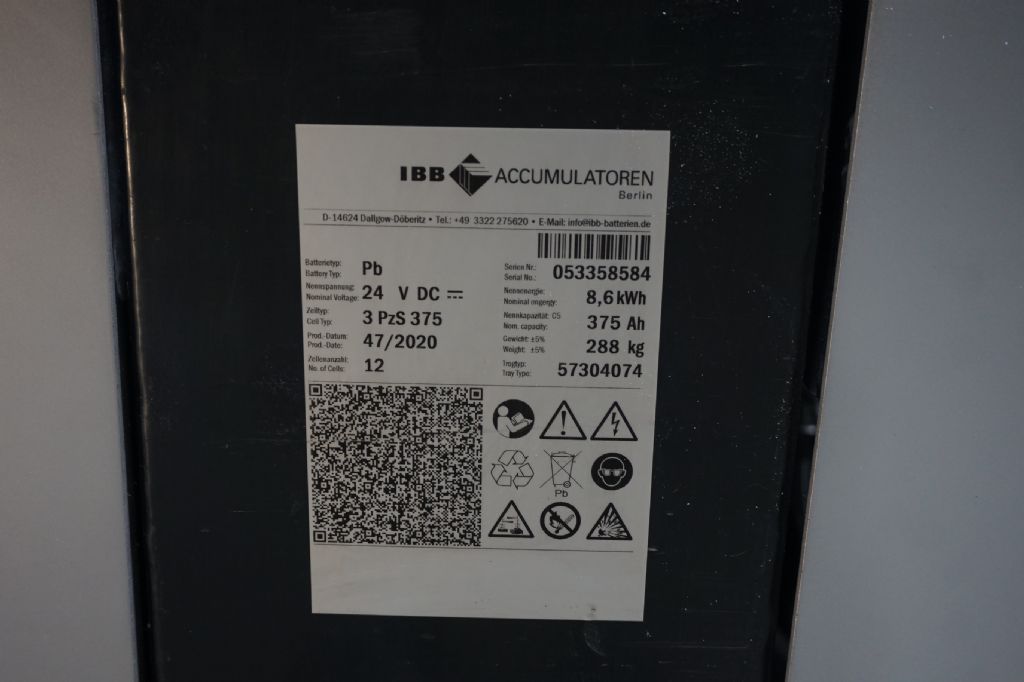 IBB ACCUMULATOREN
Berlin
D-14624 Dallgow-Döberitz • Tel.: +49 3322 275620 • E-Mail: info@ibb-batterien.de
Batterietyp:
Battery Typ: Pb
Serien Nr.:
Serial No.: 053358584
Nennspannung:
Nominal Voltage: 24 V DC
Nennenergie:
Nominal engergy: 8,6 kWh
Zelltyp:
Cell Typ: 3 PzS 375
Nennkapazität: C5
Nom. capacity: 375 Ah
Prod.-Datum:
Prod.-Date: 47/2020
Gewicht: ±5%
Weight: ±5% 288 kg
Zellenanzahl:
No. of Cells: 12
Trogtyp:
Tray Type: 57304074
Pb